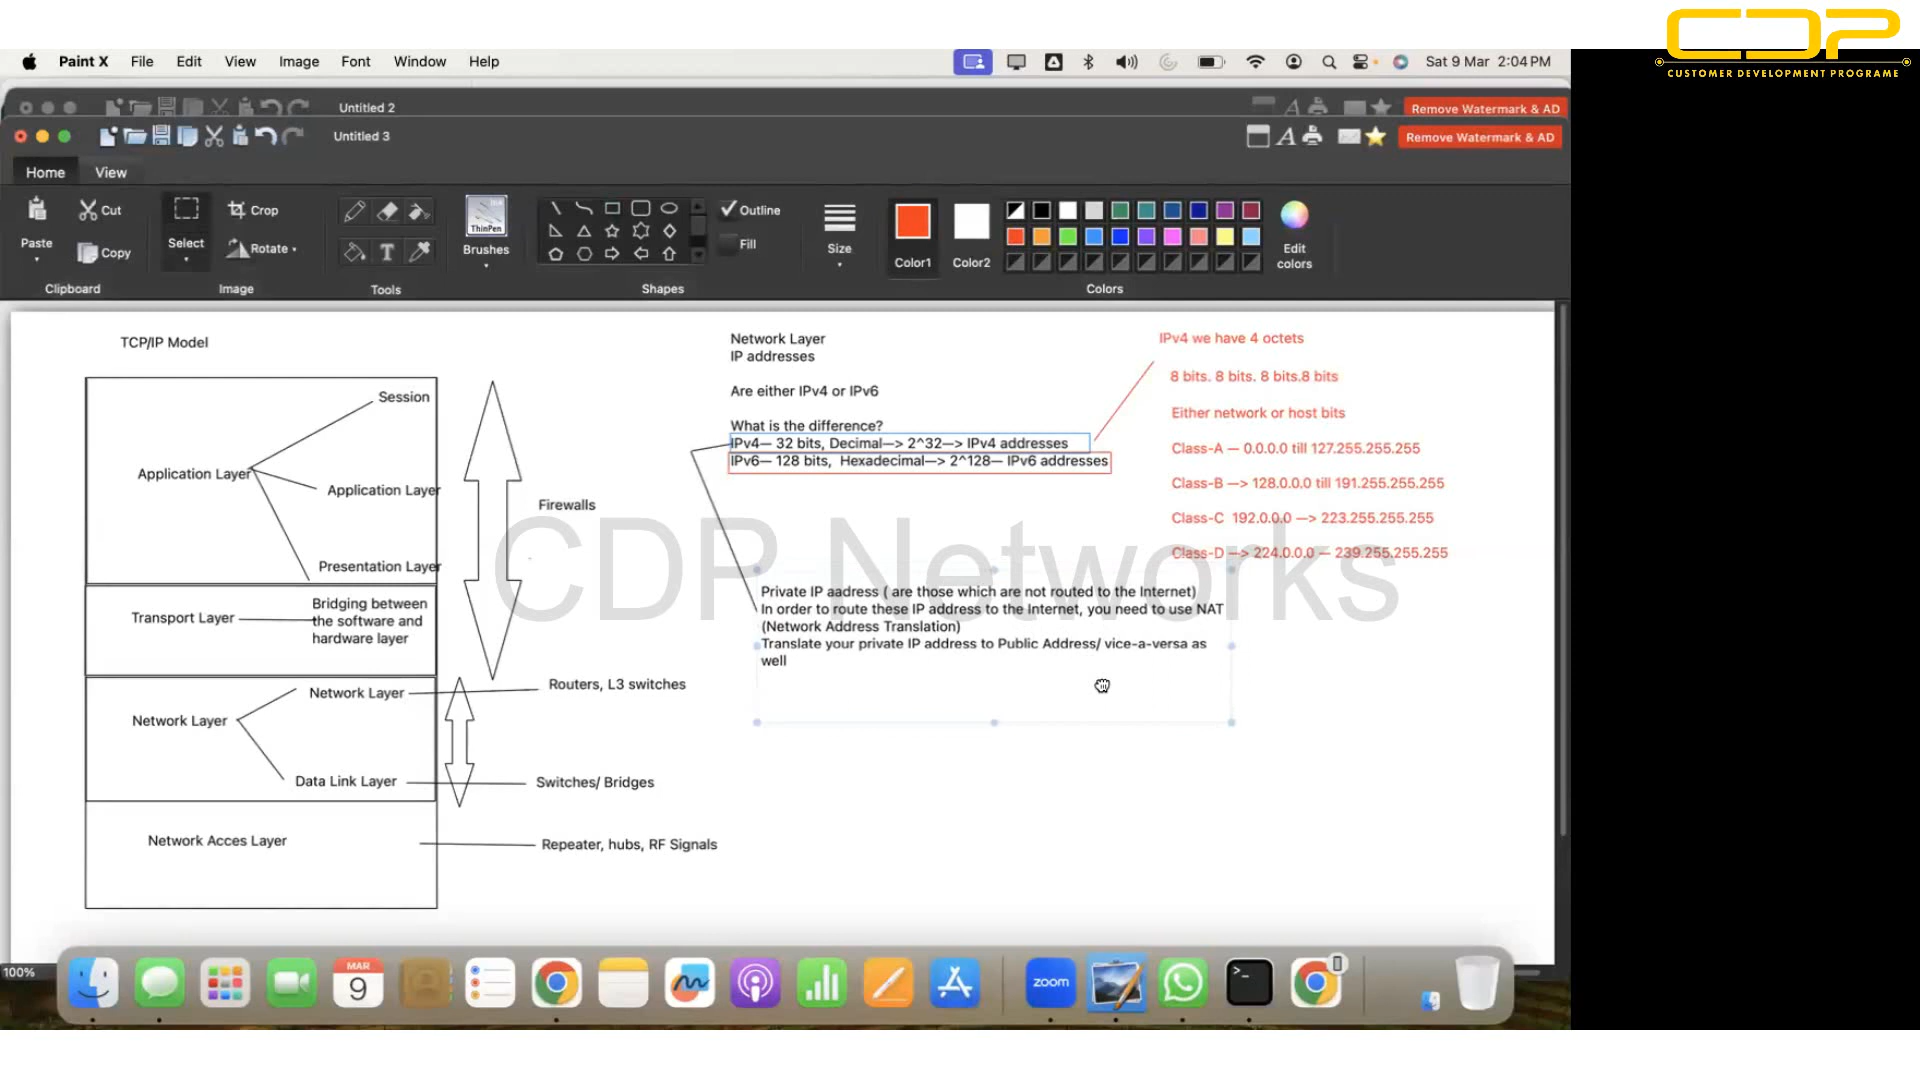 CDP
CUSTOMER DEVELOPMENT PROGRAME
Paint X File Edit View Image Font Window Help
Sat 9 Mar 2:04 PM
Untitled 2
Remove Watermark & AD
Untitled 3
Remove Watermark & AD
Home View
Paste
Cut
Copy
Clipboard
Select
Crop
Rotate
Image
Tools
ThinPen
Brushes
Shapes
Outline
Fill
Size
Color1
Color2
Colors
Edit colors
TCP/IP Model
Session
Application Layer
Application Layer
Presentation Layer
Transport Layer
Bridging between
the software and
hardware layer
Network Layer
Network Layer
Data Link Layer
Network Acces Layer
Firewalls
Routers, L3 switches
Switches/ Bridges
Repeater, hubs, RF Signals
Network Layer
IP addresses
Are either IPv4 or IPv6
What is the difference?
IPv4— 32 bits, Decimal—> 2^32—> IPv4 addresses
IPv6— 128 bits, Hexadecimal—> 2^128— IPv6 addresses
IPv4 we have 4 octets
8 bits. 8 bits. 8 bits.8 bits
Either network or host bits
Class-A — 0.0.0.0 till 127.255.255.255
Class-B —> 128.0.0.0 till 191.255.255.255
Class-C 192.0.0.0 —> 223.255.255.255
Class-D —> 224.0.0.0 — 239.255.255.255
CDP Networks
Private IP aadress ( are those which are not routed to the Internet)
In order to route these IP address to the Internet, you need to use NAT
(Network Address Translation)
Translate your private IP address to Public Address/ vice-a-versa as
well
100%
MAR
9
zoom